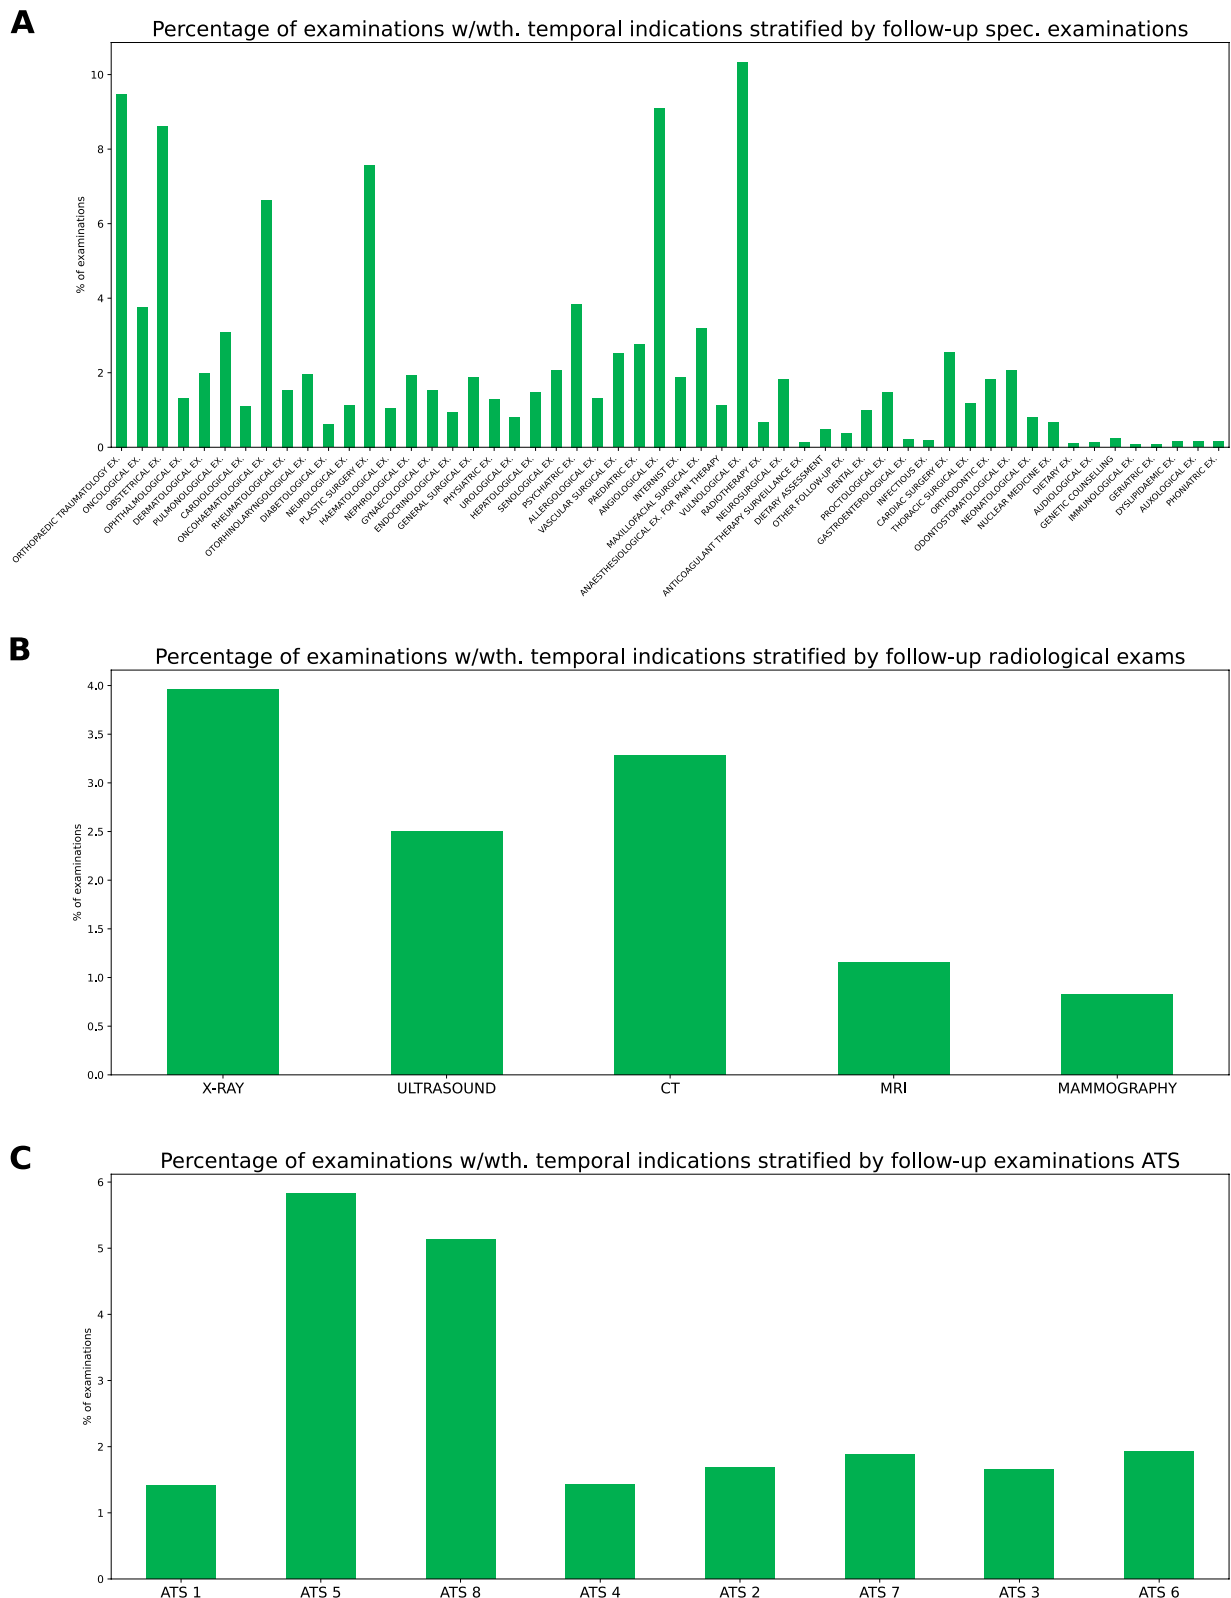 A
Percentage of examinations w/wth. temporal indications stratified by follow-up spec. examinations
% of examinations
10
8
6
4
2
0
ORTHOPAEDIC TRAUMATOLOGY EX.
ONCOLOGICAL EX.
OBSTETRICAL EX.
OPHTHALMOLOGICAL EX.
DERMATOLOGICAL EX.
PULMONOLOGICAL EX.
CARDIOLOGICAL EX.
ONCOHAEMATOLOGICAL EX.
RHEUMATOLOGICAL EX.
OTORHINOLARYNGOLOGICAL EX.
DIABETOLOGICAL EX.
NEUROLOGICAL EX.
PLASTIC SURGERY EX.
HAEMATOLOGICAL EX.
NEPHROLOGICAL EX.
GYNAECOLOGICAL EX.
ENDOCRINOLOGICAL EX.
GENERAL SURGICAL EX.
PHYSIATRIC EX.
UROLOGICAL EX.
HEPATOLOGICAL EX.
SENOLOGICAL EX.
PSYCHIATRIC EX.
ALLERGOLOGICAL EX.
VASCULAR SURGICAL EX.
PAEDIATRIC EX.
ANGIOLOGICAL EX.
INTERNIST EX.
MAXILLOFACIAL SURGICAL EX.
ANAESTHESIOLOGICAL EX. FOR PAIN THERAPY
VULNOLOGICAL EX.
RADIOTHERAPY EX.
NEUROSURGICAL EX.
ANTICOAGULANT THERAPY SURVEILLANCE EX.
DIETARY ASSESSMENT
OTHER FOLLOW-UP EX.
DENTAL EX.
PROCTOLOGICAL EX.
GASTROENTEROLOGICAL EX.
INFECTIOUS EX.
CARDIAC SURGERY EX.
THORACIC SURGICAL EX.
ORTHODONTIC EX.
ODONTOSTOMATOLOGICAL EX.
NEONATOLOGICAL EX.
NUCLEAR MEDICINE EX.
DIETARY EX.
AUDIOLOGICAL EX.
GENETIC COUNSELLING
IMMUNOLOGICAL EX.
GERIATRIC EX.
DYSLIPIDAEMIC EX.
AUXOLOGICAL EX.
PHONIATRIC EX.
B
Percentage of examinations w/wth. temporal indications stratified by follow-up radiological exams
% of examinations
4.0
3.5
3.0
2.5
2.0
1.5
1.0
0.5
0.0
X-RAY
ULTRASOUND
CT
MRI
MAMMOGRAPHY
C
Percentage of examinations w/wth. temporal indications stratified by follow-up examinations ATS
% of examinations
6
5
4
3
2
1
0
ATS 1
ATS 5
ATS 8
ATS 4
ATS 2
ATS 7
ATS 3
ATS 6